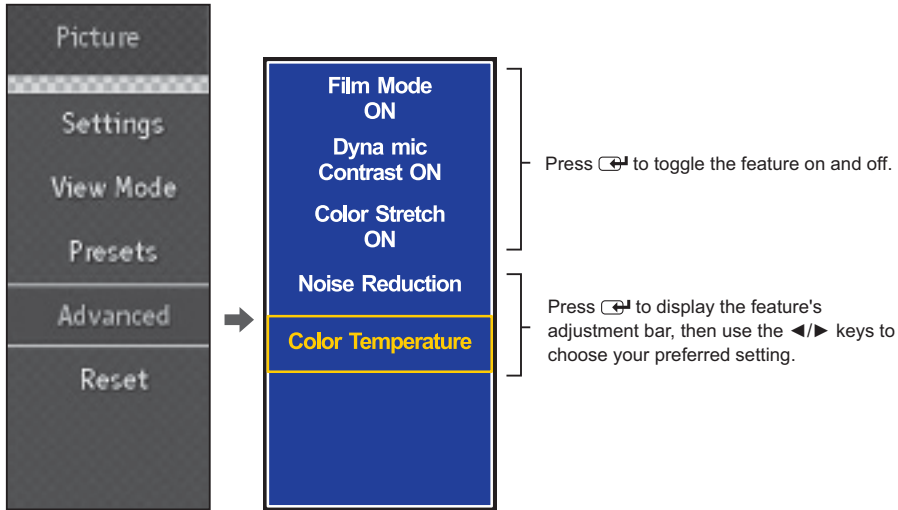 Picture
Settings
View Mode
Presets
Advanced
Reset
Film Mode
ON
Dyna mic
Contrast ON
Color Stretch
ON
Noise Reduction
Color Temperature
Press to toggle the feature on and off.
Press to display the feature's
adjustment bar, then use the ◄/► keys to
choose your preferred setting.